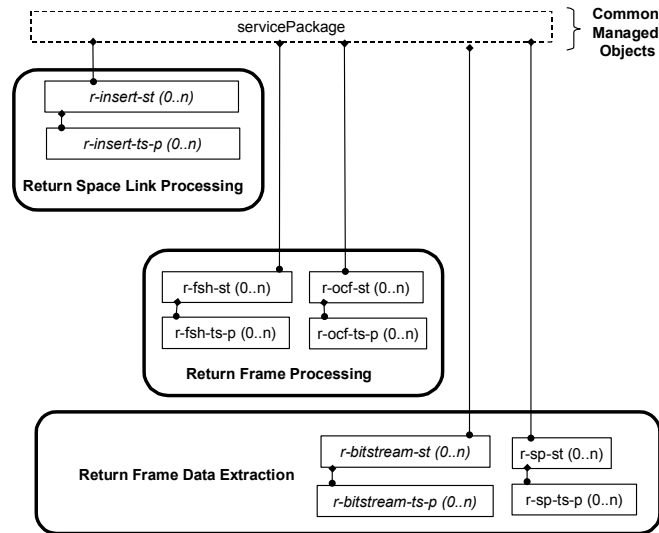 servicePackage
Common
Managed
Objects
r-insert-st (0..n)
r-insert-ts-p (0..n)
Return Space Link Processing
r-fsh-st (0..n)
r-ocf-st (0..n)
r-fsh-ts-p (0..n)
r-ocf-ts-p (0..n)
Return Frame Processing
r-bitstream-st (0..n)
r-sp-st (0..n)
Return Frame Data Extraction
r-bitstream-ts-p (0..n)
r-sp-ts-p (0..n)